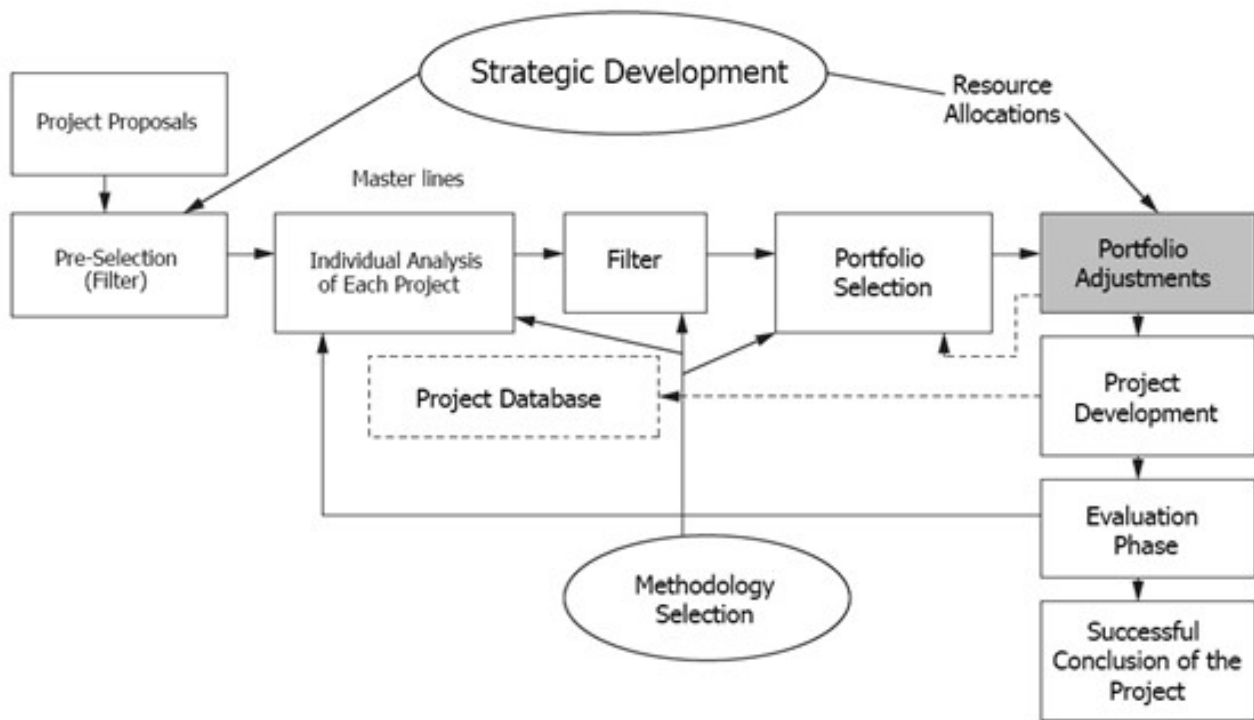 Strategic Development
Resource
Allocations
Project Proposals
Master lines
Pre-Selection
(Filter)
Individual Analysis
of Each Project
Filter
Portfolio
Selection
Portfolio
Adjustments
Project Database
Project
Development
Evaluation
Phase
Methodology
Selection
Successful
Conclusion of the
Project